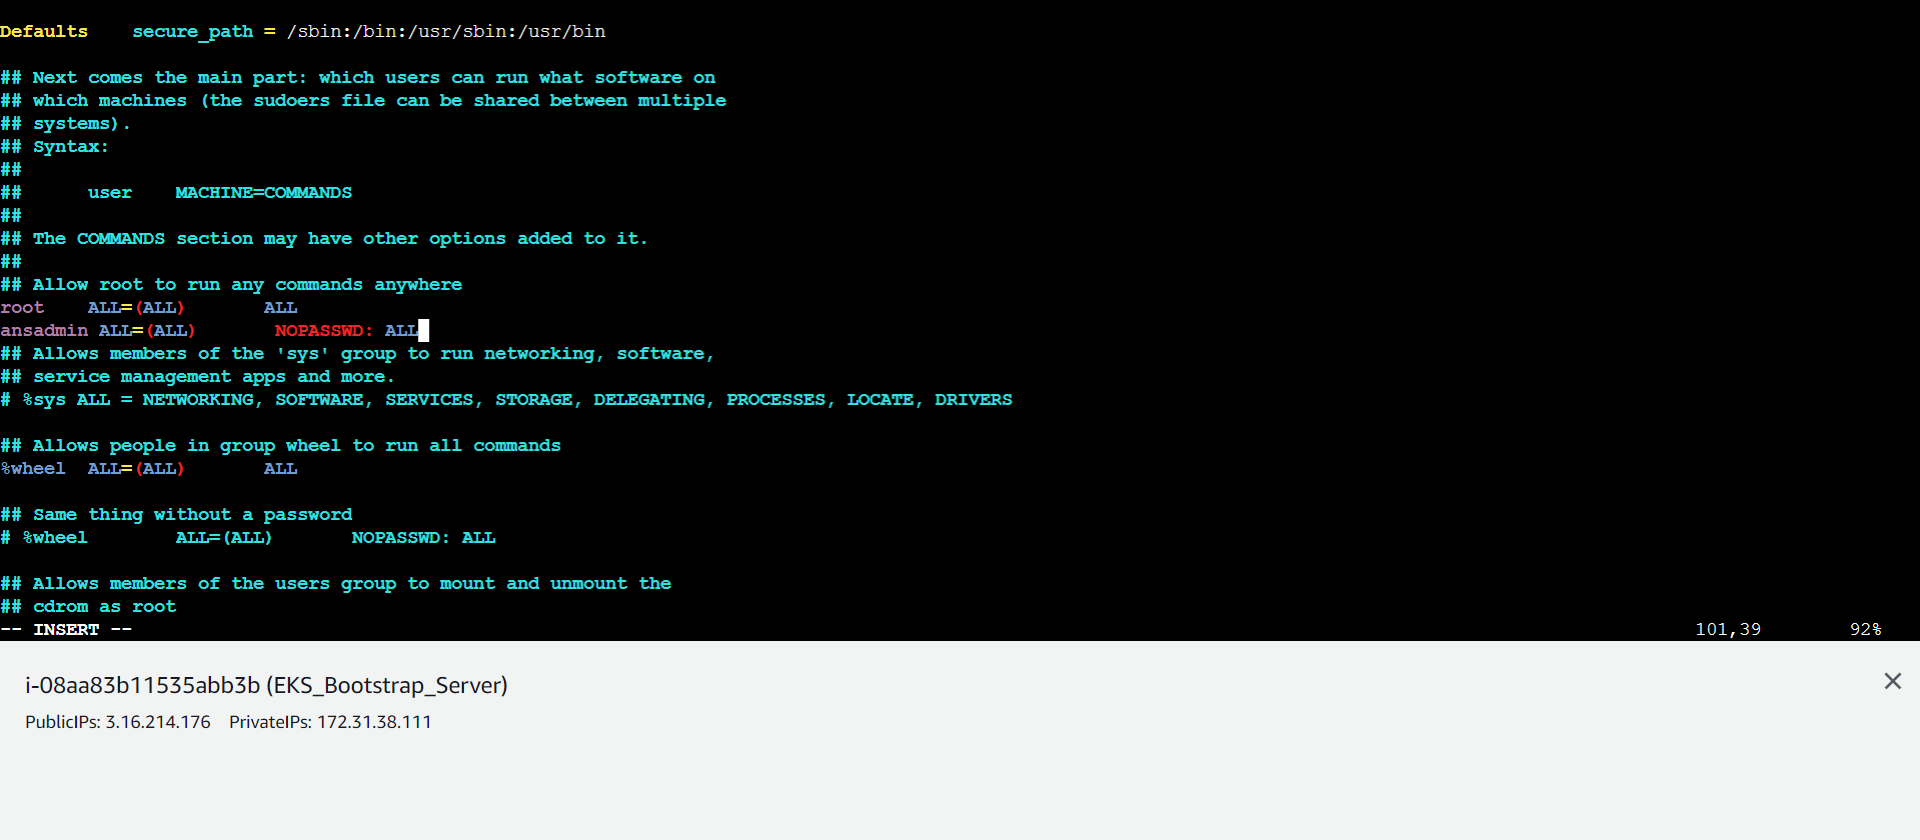 Defaults    secure_path = /sbin:/bin:/usr/sbin:/usr/bin
## Next comes the main part: which users can run what software on
## which machines (the sudoers file can be shared between multiple
## systems).
## Syntax:
##
##      user    MACHINE=COMMANDS
##
## The COMMANDS section may have other options added to it.
##
## Allow root to run any commands anywhere
root    ALL=(ALL)       ALL
ansadmin ALL=(ALL)       NOPASSWD: ALL
## Allows members of the 'sys' group to run networking, software,
## service management apps and more.
# %sys ALL = NETWORKING, SOFTWARE, SERVICES, STORAGE, DELEGATING, PROCESSES, LOCATE, DRIVERS
## Allows people in group wheel to run all commands
%wheel  ALL=(ALL)       ALL
## Same thing without a password
# %wheel        ALL=(ALL)       NOPASSWD: ALL
## Allows members of the users group to mount and unmount the
## cdrom as root
-- INSERT --                                                          101,39        92%
i-08aa83b11535abb3b (EKS_Bootstrap_Server)
PublicIPs: 3.16.214.176    PrivateIPs: 172.31.38.111